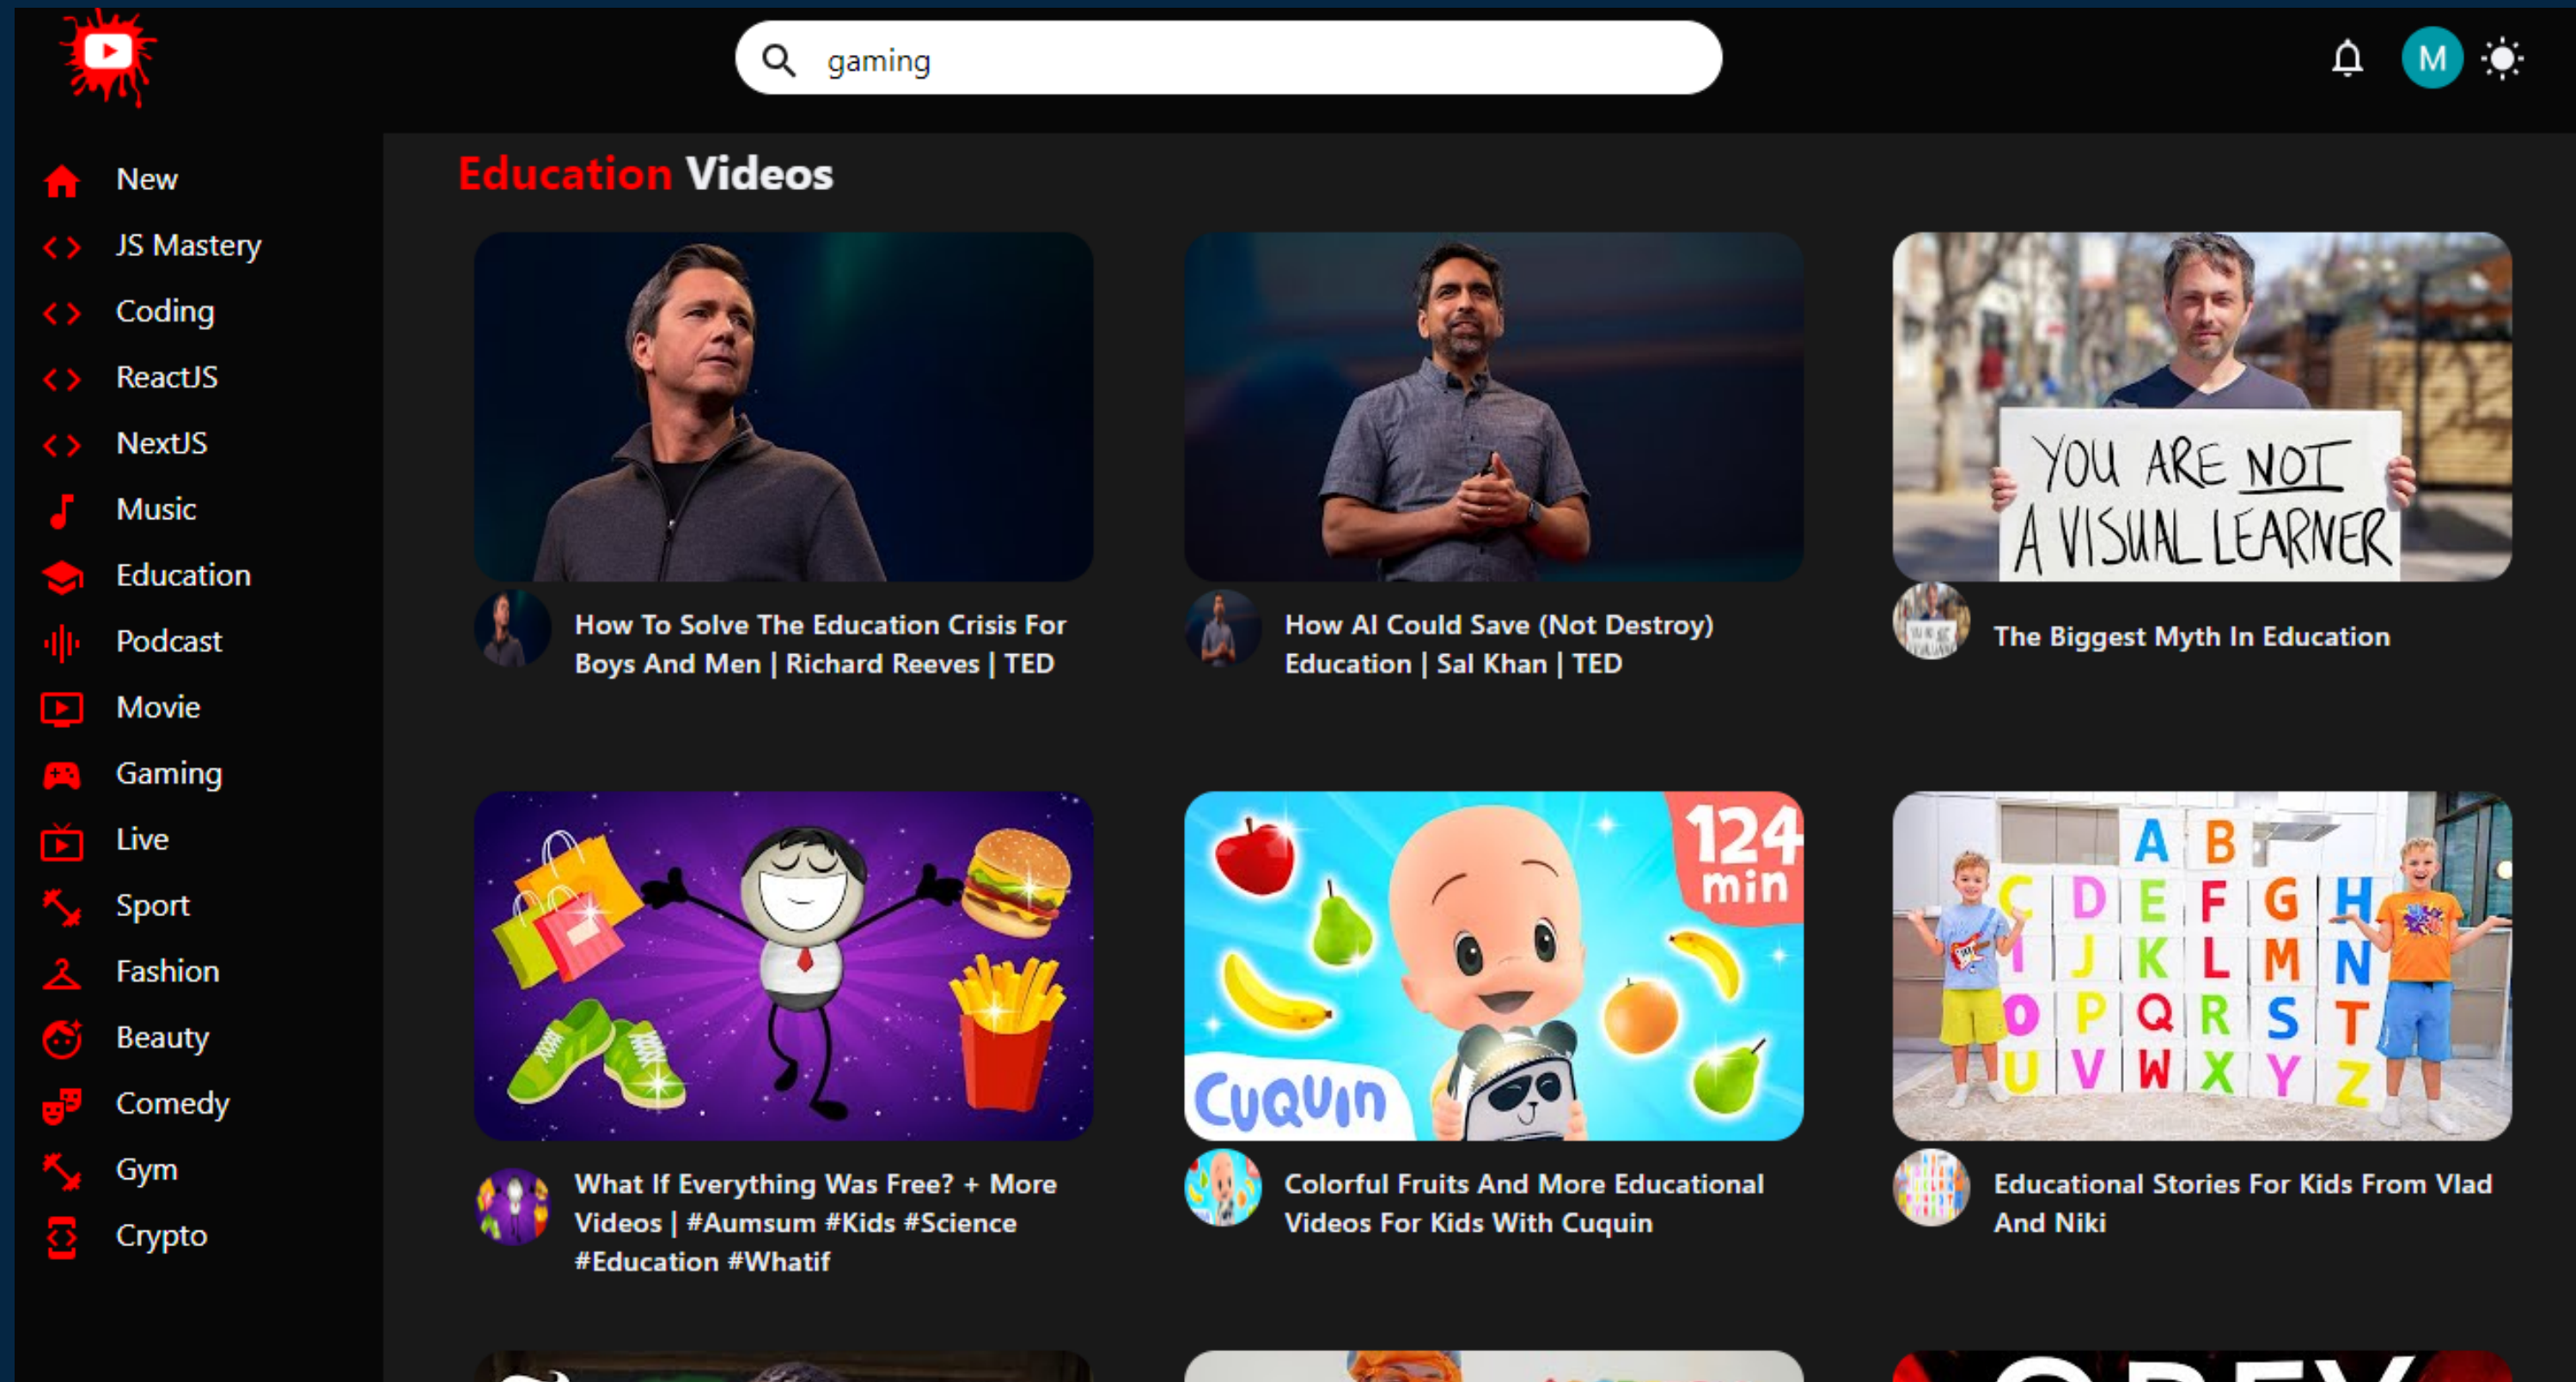 gaming
M
New
JS Mastery
Coding
ReactJS
NextJS
Music
Education
Podcast
Movie
Gaming
Live
Sport
Fashion
Beauty
Comedy
Gym
Crypto
Education Videos
YOU ARE NOT
A VISUAL LEARNER
How To Solve The Education Crisis For
Boys And Men | Richard Reeves | TED
How AI Could Save (Not Destroy)
Education | Sal Khan | TED
The Biggest Myth In Education
124
min
CUQUIN
A B
C D E F G H
I J K L M N
O P Q R S T
U V W X Y Z
What If Everything Was Free? + More
Videos | #Aumsum #Kids #Science
#Education #Whatif
Colorful Fruits And More Educational
Videos For Kids With Cuquin
Educational Stories For Kids From Vlad
And Niki